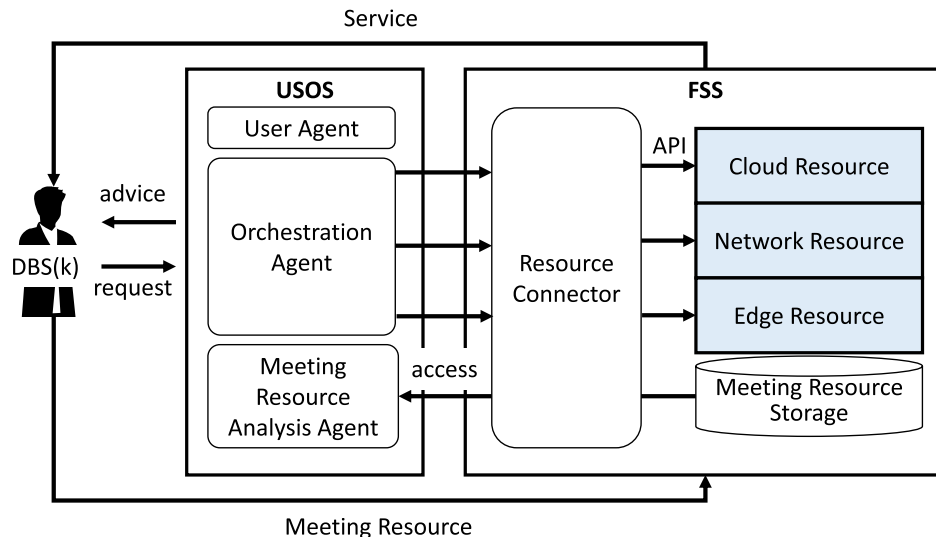 Service
USOS
FSS
User Agent
API
Cloud Resource
advice
Orchestration
Agent
Network Resource
DBS(k)
request
Resource
Connector
Edge Resource
Meeting
Resource
Analysis Agent
access
Meeting Resource
Storage
Meeting Resource